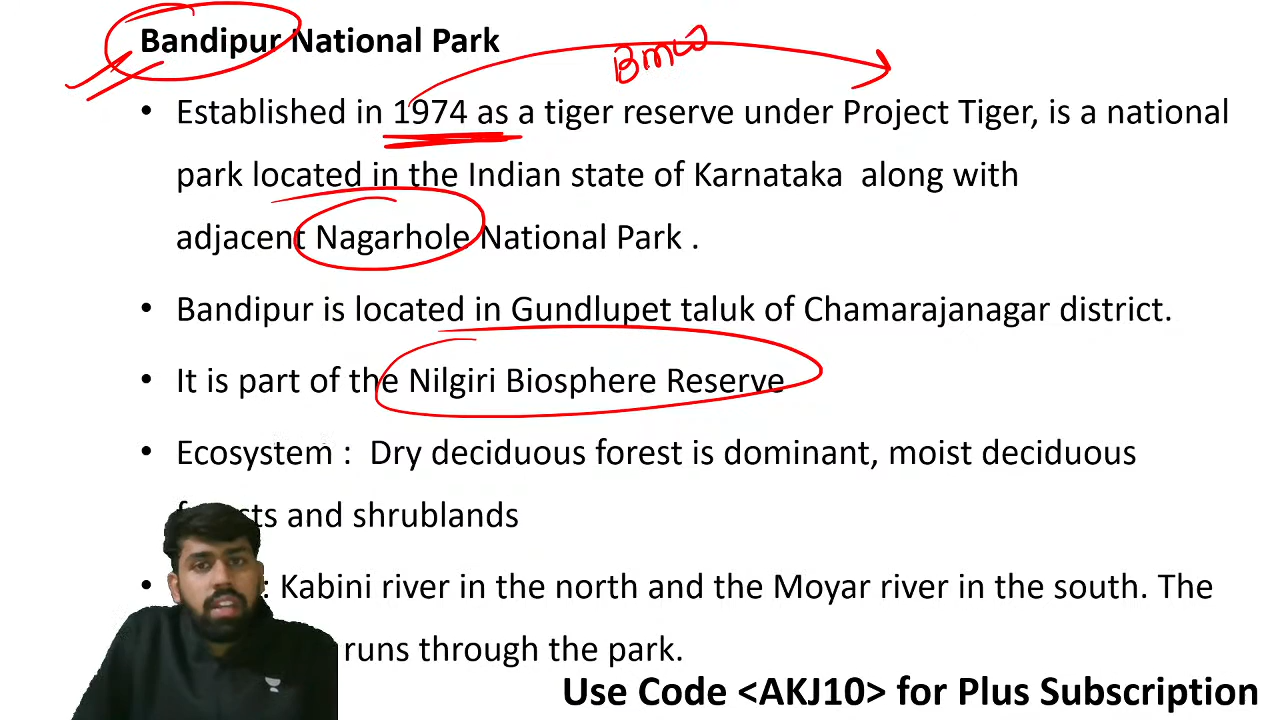 Bandipur National Park
BMW
• Established in 1974 as a tiger reserve under Project Tiger, is a national
park located in the Indian state of Karnataka along with
adjacent Nagarhole National Park .
• Bandipur is located in Gundlupet taluk of Chamarajanagar district.
• It is part of the Nilgiri Biosphere Reserve
• Ecosystem : Dry deciduous forest is dominant, moist deciduous
and shrublands
• : Kabini river in the north and the Moyar river in the south. The
runs through the park.
Use Code <AKJ10> for Plus Subscription